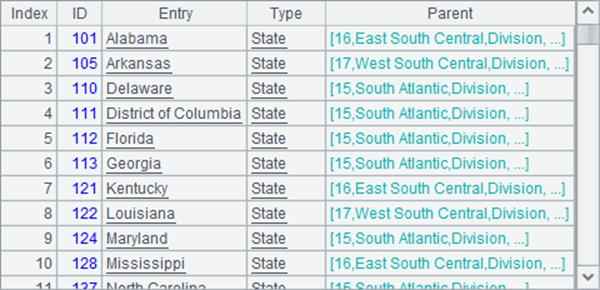 Index ID Entry Type Parent
1 101 Alabama State [16,East South Central,Division, ...]
2 105 Arkansas State [17,West South Central,Division, ...]
3 110 Delaware State [15,South Atlantic,Division, ...]
4 111 District of Columbia State [15,South Atlantic,Division, ...]
5 112 Florida State [15,South Atlantic,Division, ...]
6 113 Georgia State [15,South Atlantic,Division, ...]
7 121 Kentucky State [16,East South Central,Division, ...]
8 122 Louisiana State [17,West South Central,Division, ...]
9 124 Maryland State [15,South Atlantic,Division, ...]
10 128 Mississippi State [16,East South Central,Division, ...]
11 137 North Carolina State [15,South Atlantic,Division, ...]